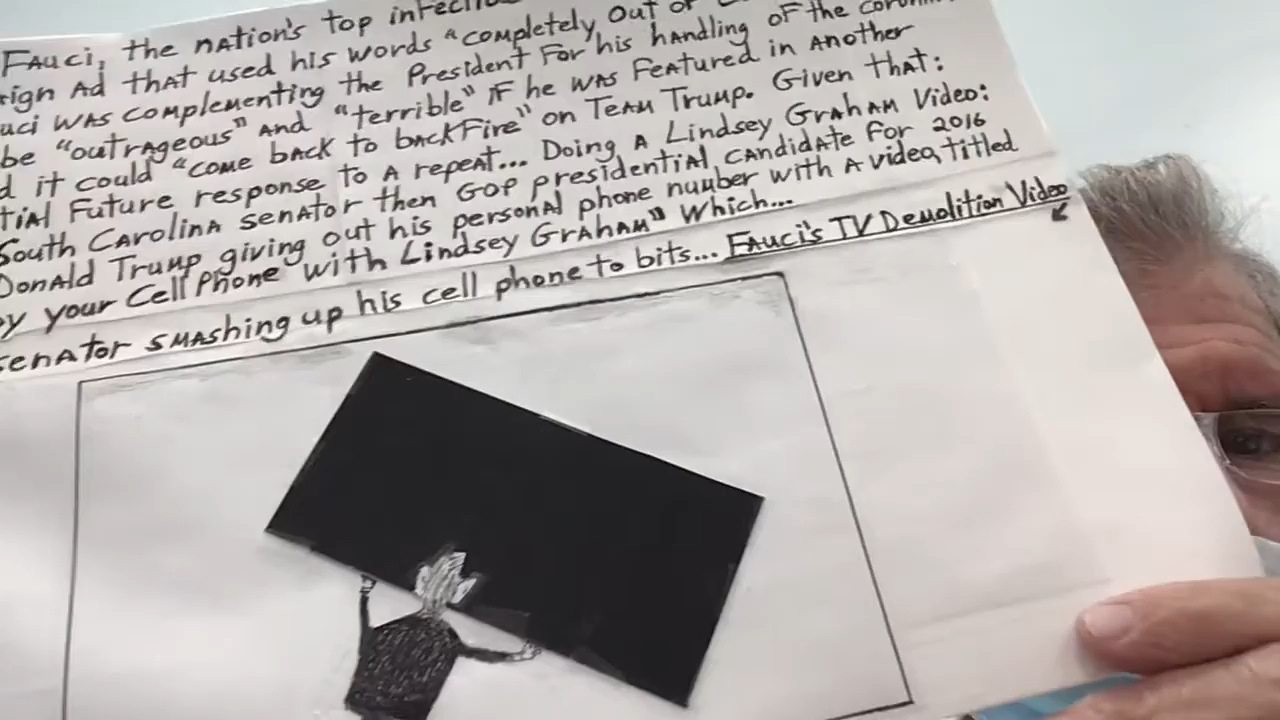 Fauci, the nation's top infectio
ign Ad that used his words "completely out of
uci was complementing the President for his handling of the coron
be "outrageous" and "terrible" if he was featured in another
d it could "come back to backfire" on Team Trump. Given that:
tial future response to a repeat... Doing a Lindsey Graham Video:
South Carolina senator then GOP presidential candidate for 2016
Donald Trump giving out his personal phone number with a video, titled
y your Cell Phone with Lindsey Graham" Which...
senator smashing up his cell phone to bits... Fauci's TV Demolition Video